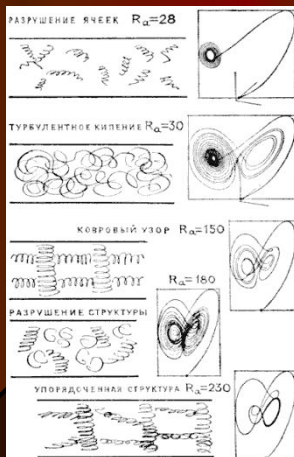 РАЗРУШЕНИЕ ЯЧЕЕК Ra=28
ТУРБУЛЕНТНОЕ КИПЕНИЕ Ra=30
КОВРОВЫЙ УЗОР Ra=150
Ra=180
РАЗРУШЕНИЕ СТРУКТУРЫ
УПОРЯДОЧЕННАЯ СТРУКТУРА Ra=230